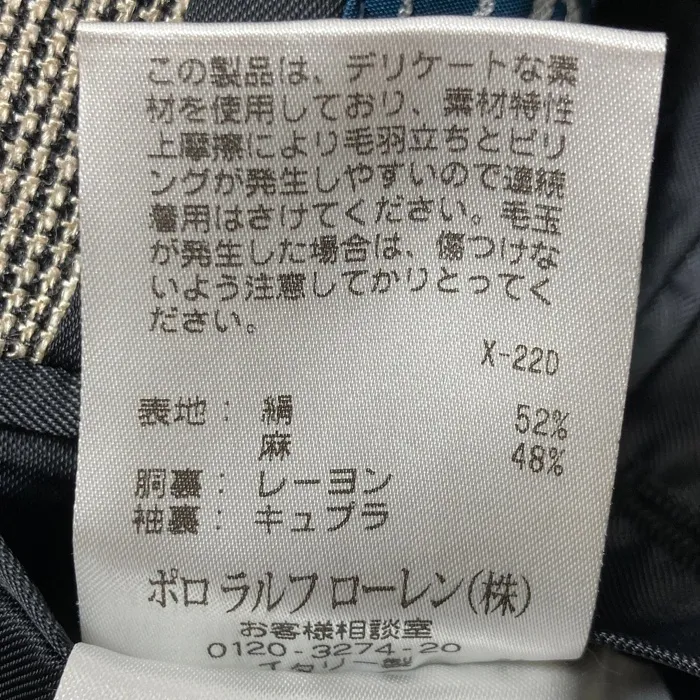 この製品は、デリケートな素
材を使用しており、素材特性
上摩擦により毛羽立ちとピリ
ングが発生しやすいので連続
着用はさけてください。毛玉
が発生した場合は、傷つけな
いよう注意してかりとってく
ださい。
X-22D
表地： 絹 52%
麻 48%
胴裏： レーヨン
袖裏： キュプラ
ポロ ラルフ ローレン(株)
お客様相談室
0120-3274-20
イタリー製